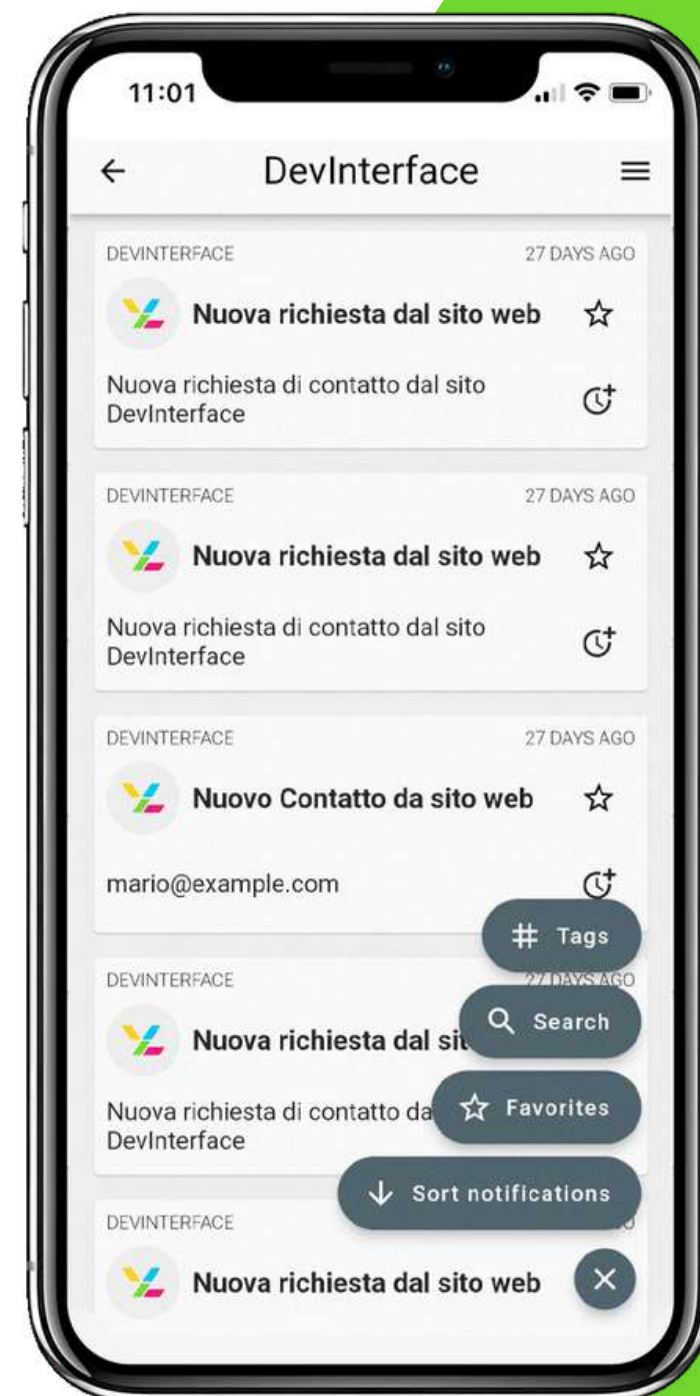 11:01
DevInterface
DEVINTERFACE 27 DAYS AGO
Nuova richiesta dal sito web
Nuova richiesta di contatto dal sito
DevInterface
DEVINTERFACE 27 DAYS AGO
Nuova richiesta dal sito web
Nuova richiesta di contatto dal sito
DevInterface
DEVINTERFACE 27 DAYS AGO
Nuovo Contatto da sito web
mario@example.com
# Tags
DEVINTERFACE 27 DAYS AGO
Nuova richiesta dal
Search
Nuova richiesta di contatto
Favorites
DevInterface
Sort notifications
DEVINTERFACE
Nuova richiesta dal sito web